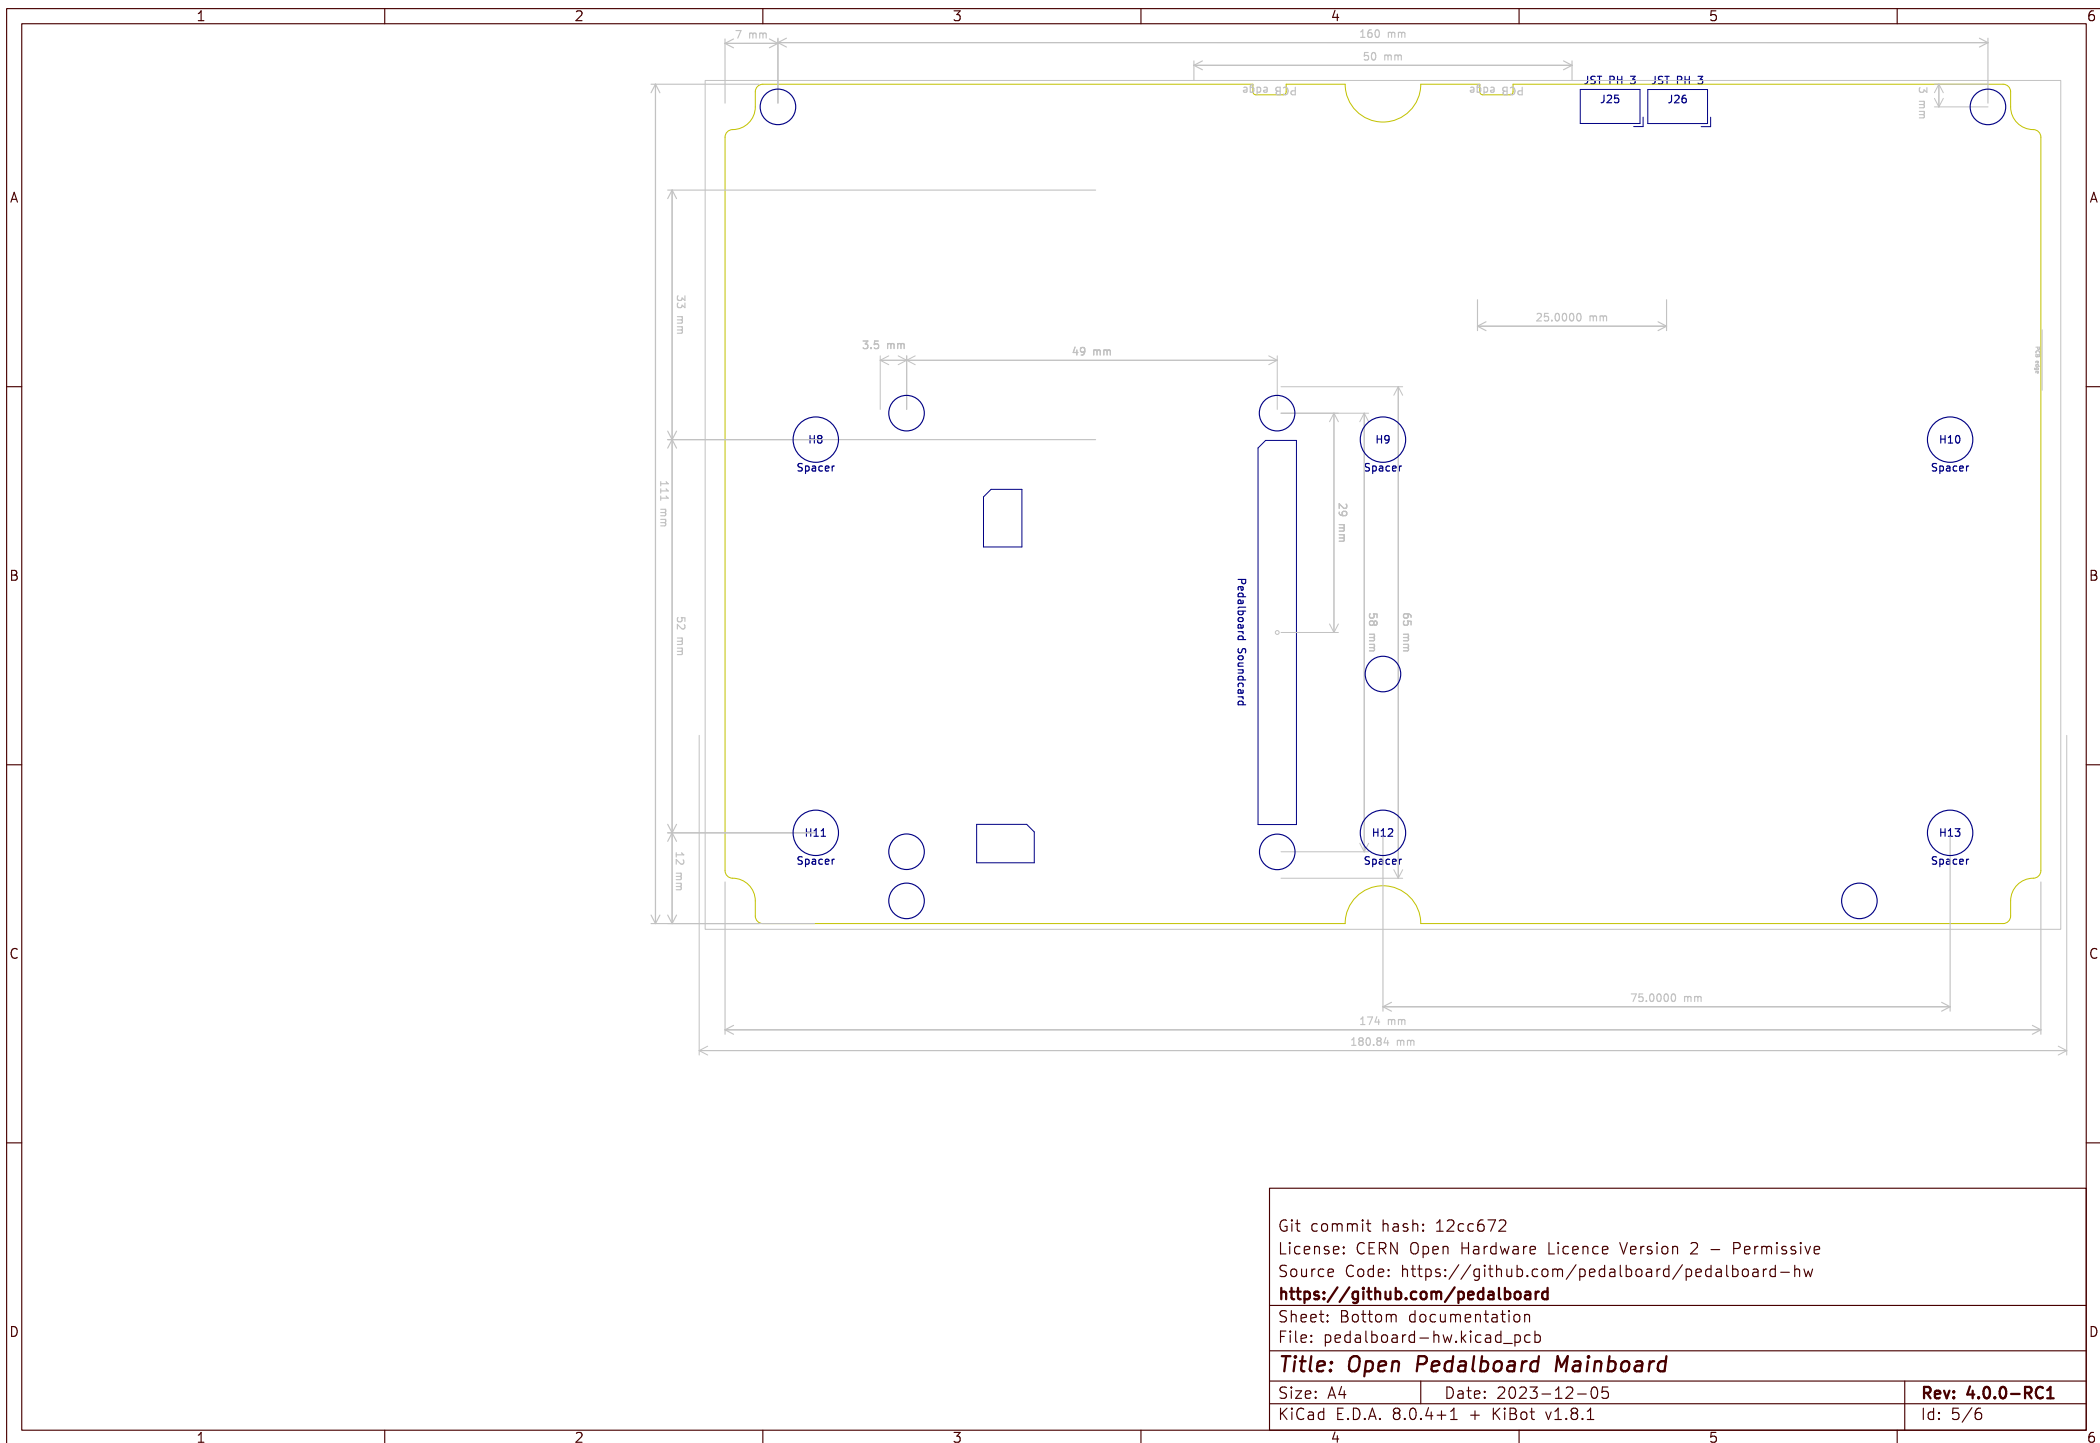 1 2 3 4 5 6
7 mm
160 mm
50 mm
JST PH 3 JST PH 3
PCB edge PCB edge
J25 J26
3 mm
A A
33 mm
25.0000 mm
3.5 mm
49 mm
PCB edge
H8 H9 H10
Spacer Spacer Spacer
111 mm
29 mm
B B
Pedalboard Soundcard
52 mm
58 mm
65 mm
H11 H12 H13
Spacer Spacer Spacer
12 mm
C C
75.0000 mm
174 mm
180.84 mm
Git commit hash: 12cc672
License: CERN Open Hardware Licence Version 2 - Permissive
Source Code: https://github.com/pedalboard/pedalboard-hw
https://github.com/pedalboard
Sheet: Bottom documentation
File: pedalboard-hw.kicad_pcb
D D
Title: Open Pedalboard Mainboard
Size: A4 Date: 2023-12-05 Rev: 4.0.0-RC1
KiCad E.D.A. 8.0.4+1 + KiBot v1.8.1 Id: 5/6
1 2 3 4 5 6